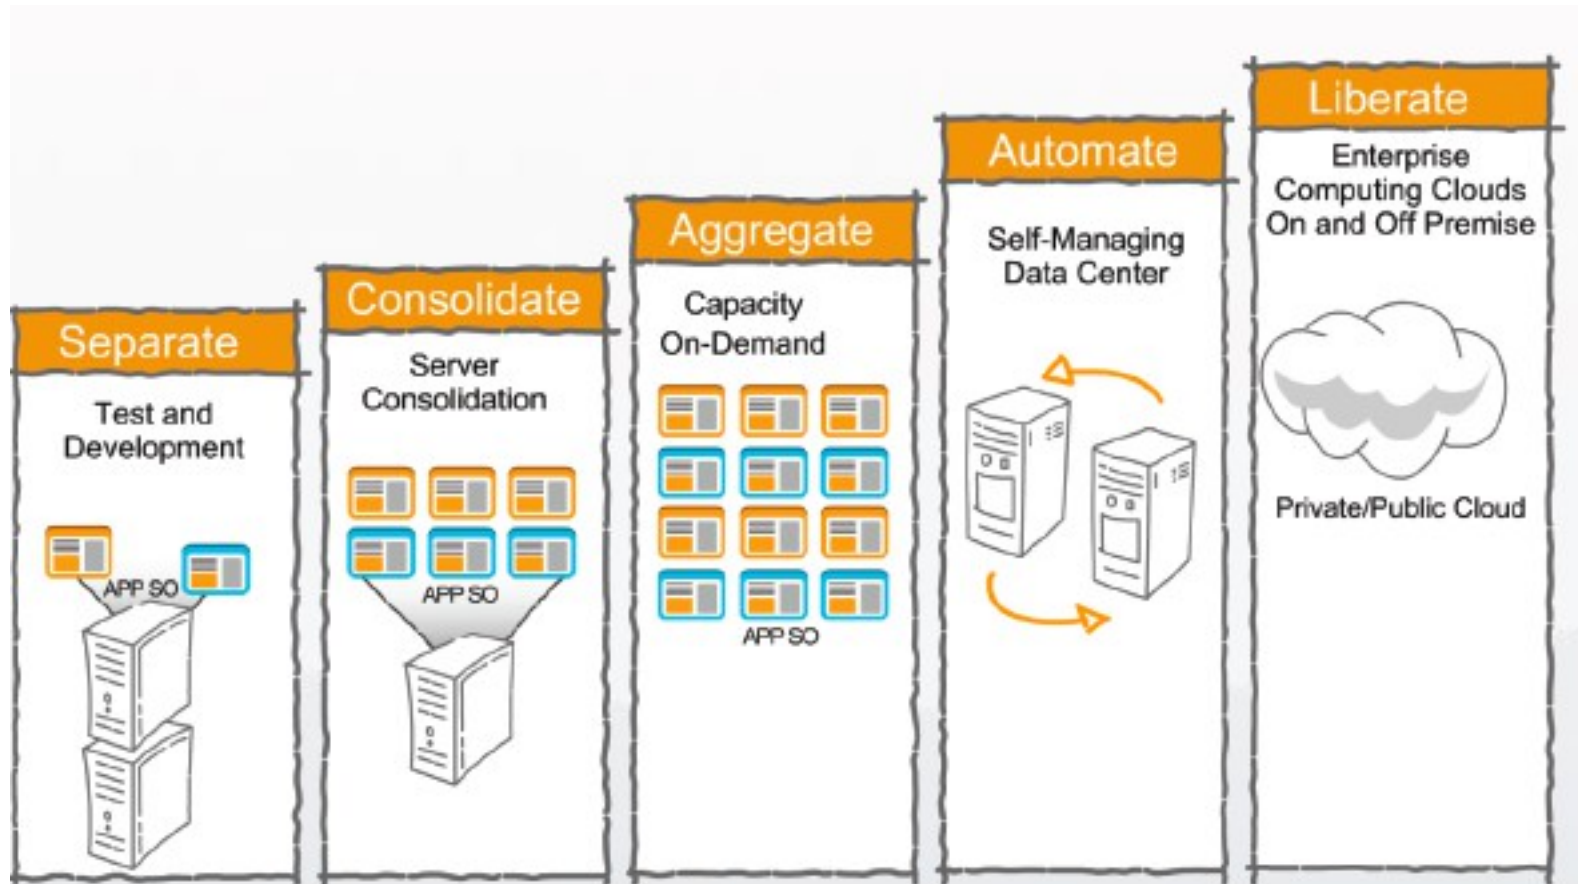 Separate
Test and
Development
APP SO
Consolidate
Server
Consolidation
APP SO
Aggregate
Capacity
On-Demand
APP SO
Automate
Self-Managing
Data Center
Liberate
Enterprise
Computing Clouds
On and Off Premise
Private/Public Cloud